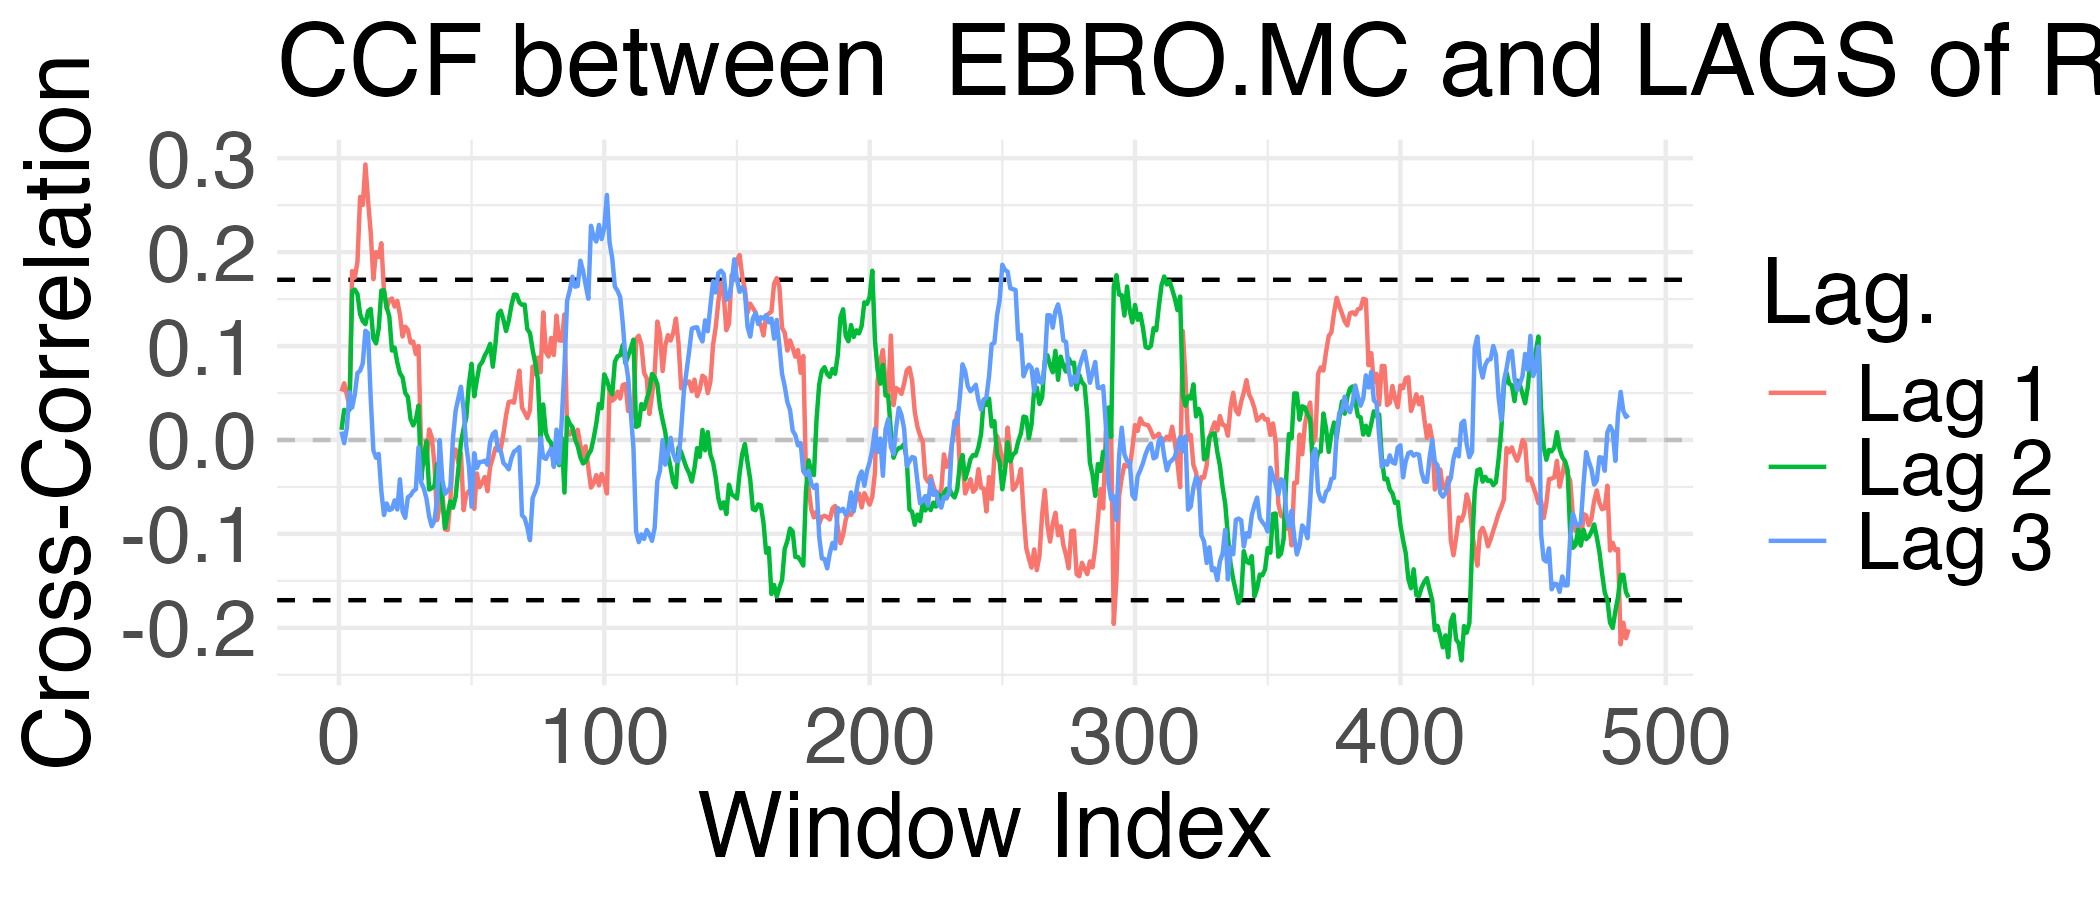 CCF between  EBRO.MC and LAGS of R
Cross-Correlation
0.3
0.2
0.1
0.0
-0.1
-0.2
0 100 200 300 400 500
Window Index
Lag.
Lag 1
Lag 2
Lag 3